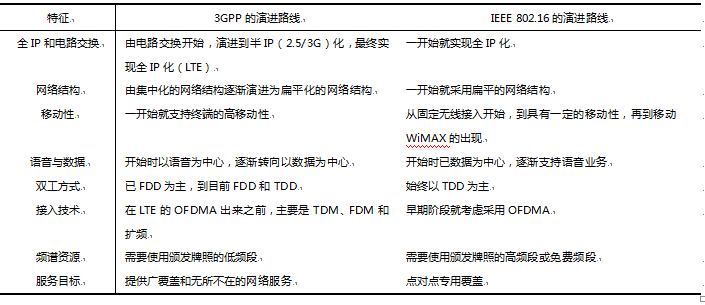 特征 3GPP 的演进路线 IEEE 802.16 的演进路线
全 IP 和电路交换 由电路交换开始，演进到半 IP（2.5/3G）化，最终实 一开始就实现全 IP 化。
现全 IP 化（LTE）。
网络结构 由集中化的网络结构逐渐演进为扁平化的网络结构。 一开始就采用扁平的网络结构。
移动性 一开始就支持终端的高移动性。 从固定无线接入开始，到具有一定的移动性，再到移动
WiMAX 的出现。
语音与数据 开始时以语音为中心，逐渐转向以数据为中心。 开始时已数据为中心，逐渐支持语音业务。
双工方式 已 FDD 为主，到目前 FDD 和 TDD。 始终以 TDD 为主。
接入技术 在 LTE 的 OFDMA 出来之前，主要是 TDM、FDM 和 早期阶段就考虑采用 OFDMA。
扩频。
频谱资源 需要使用颁发牌照的低频段。 需要使用颁发牌照的高频段或免费频段。
服务目标 提供广覆盖和无所不在的网络服务。 点对点专用覆盖。